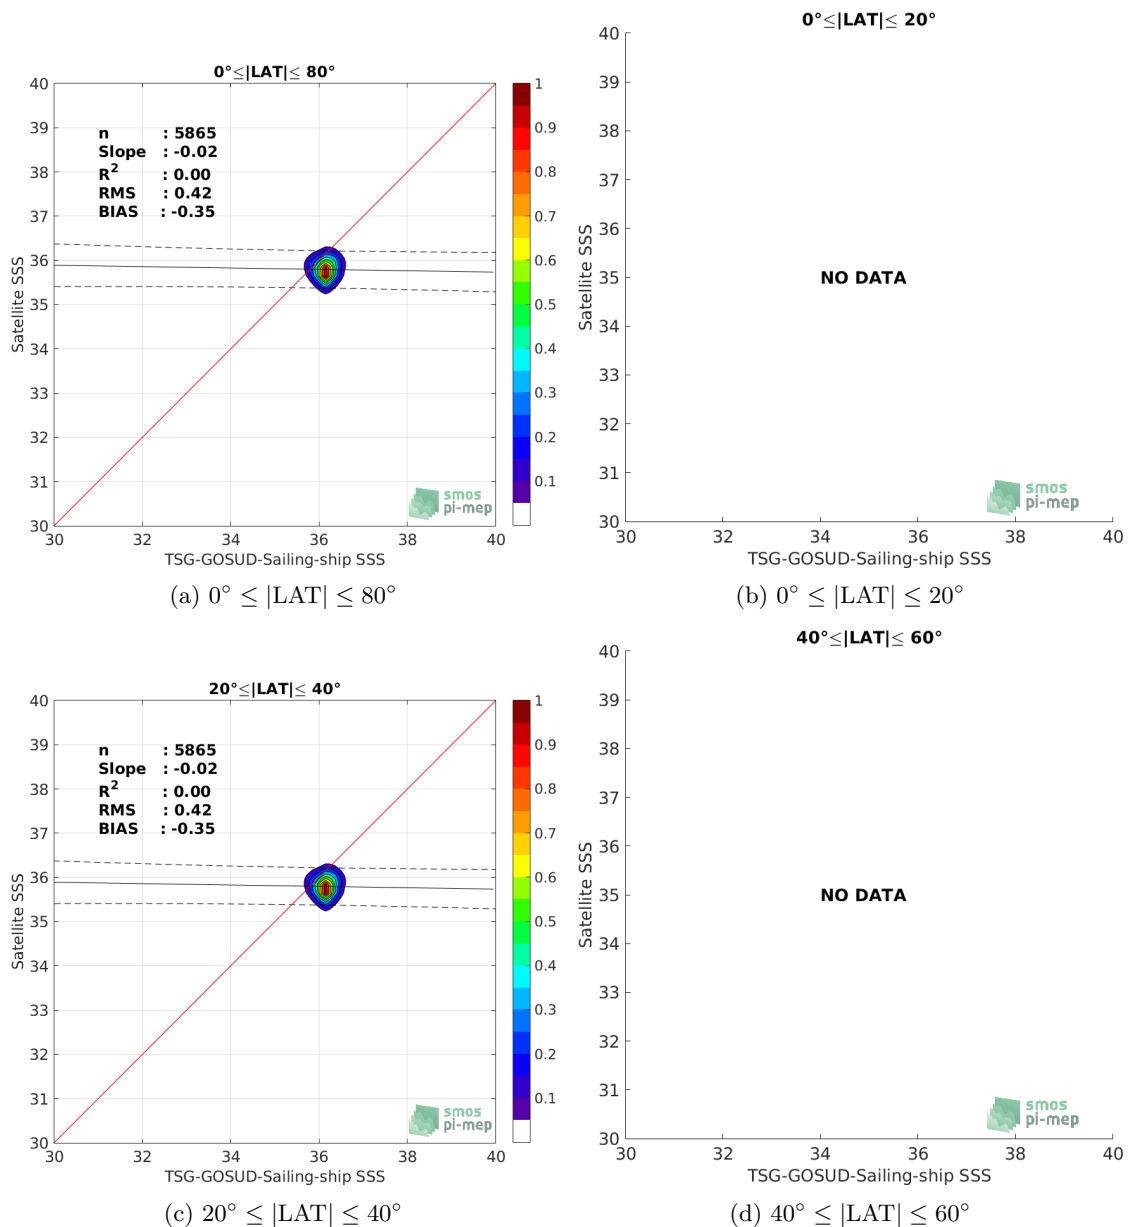 0°≤|LAT|≤ 80°
40
39
38
37
36
35
34
33
32
31
30
Satellite SSS
n : 5865
Slope : -0.02
R2 : 0.00
RMS : 0.42
BIAS : -0.35
smos
pi-mep
30 32 34 36 38 40
TSG-GOSUD-Sailing-ship SSS
1
0.9
0.8
0.7
0.6
0.5
0.4
0.3
0.2
0.1
(a) 0° ≤ |LAT| ≤ 80°
0°≤|LAT|≤ 20°
40
39
38
37
36
35
34
33
32
31
30
Satellite SSS
NO DATA
smos
pi-mep
30 32 34 36 38 40
TSG-GOSUD-Sailing-ship SSS
(b) 0° ≤ |LAT| ≤ 20°
20°≤|LAT|≤ 40°
40
39
38
37
36
35
34
33
32
31
30
Satellite SSS
n : 5865
Slope : -0.02
R2 : 0.00
RMS : 0.42
BIAS : -0.35
smos
pi-mep
30 32 34 36 38 40
TSG-GOSUD-Sailing-ship SSS
1
0.9
0.8
0.7
0.6
0.5
0.4
0.3
0.2
0.1
(c) 20° ≤ |LAT| ≤ 40°
40°≤|LAT|≤ 60°
40
39
38
37
36
35
34
33
32
31
30
Satellite SSS
NO DATA
smos
pi-mep
30 32 34 36 38 40
TSG-GOSUD-Sailing-ship SSS
(d) 40° ≤ |LAT| ≤ 60°